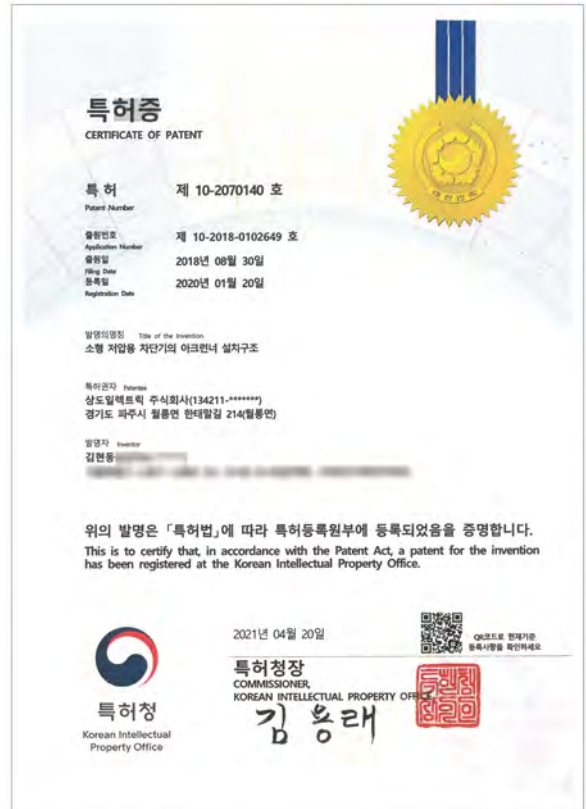 특허증
CERTIFICATE OF PATENT
특 허 제 10-2070140 호
Patent Number
출원번호 제 10-2018-0102649 호
Application Number
출원일 2018년 08월 30일
Filing Date
등록일 2020년 01월 20일
Registration Date
발명의명칭 Title of the Invention
소형 저압용 차단기의 아크런너 설치구조
특허권자 Patentee
상도일렉트릭 주식회사(134211-*******)
경기도 파주시 월롱면 한태말길 214(월롱면)
발명자 Inventor
김현동
위의 발명은 「특허법」에 따라 특허등록원부에 등록되었음을 증명합니다.
This is to certify that, in accordance with the Patent Act, a patent for the invention
has been registered at the Korean Intellectual Property Office.
2021년 04월 20일
QR코드로 현재기준
등록사항을 확인하세요
특허청장
COMMISSIONER,
KOREAN INTELLECTUAL PROPERTY OFFICE
김용래
특허청
Korean Intellectual
Property Office